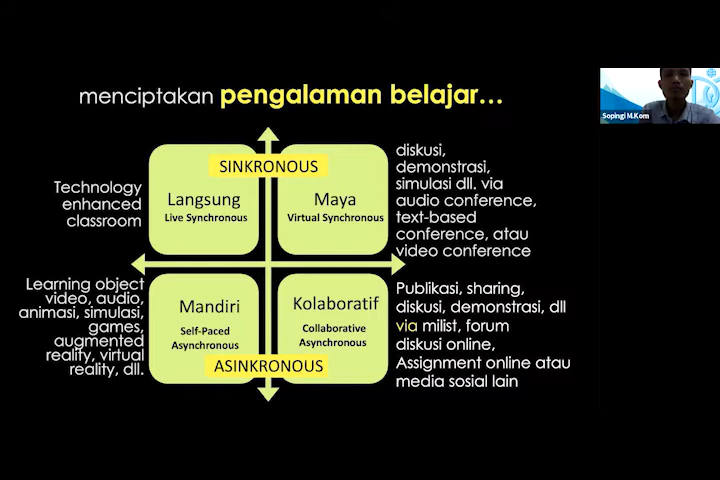 menciptakan pengalaman belajar...
Sopingi M.Kom
SINKRONOUS
Technology
enhanced
classroom
Langsung
Live Synchronous
Maya
Virtual Synchronous
diskusi,
demonstrasi,
simulasi dll. via
audio conference,
text-based
conference, atau
video conference
Learning object
video, audio,
animasi, simulasi,
games,
augmented
reality, virtual
reality, dll.
Mandiri
Self-Paced
Asynchronous
Kolaboratif
Collaborative
Asynchronous
ASINKRONOUS
Publikasi, sharing,
diskusi, demonstrasi, dll
via milist, forum
diskusi online,
Assignment online atau
media sosial lain